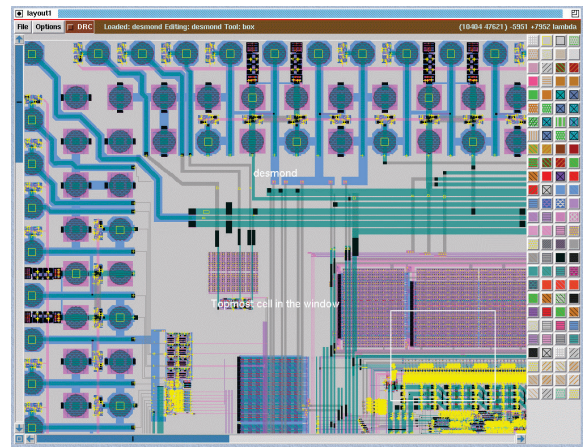 layout1
File Options DRC Loaded: desmond Editing: desmond Tool: box (10404 47621) -5951 +7952 lambda
desmond
Topmost cell in the window